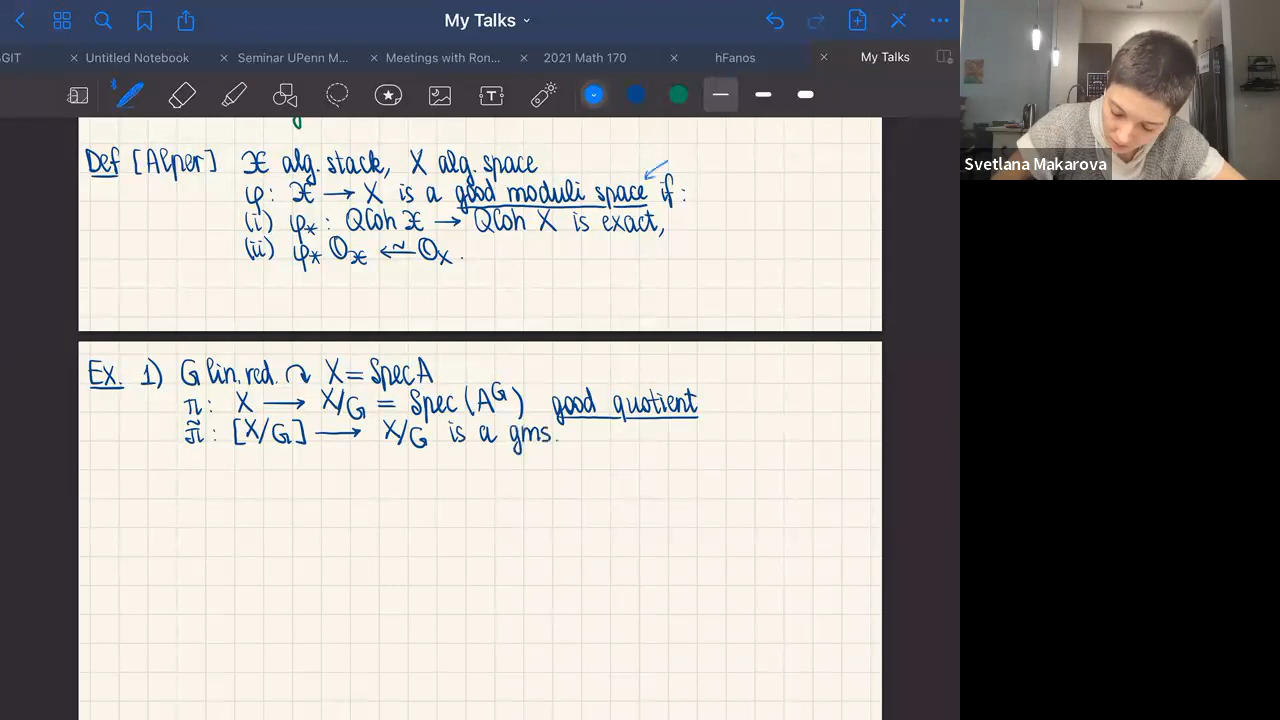 My Talks
GIT
Untitled Notebook
Seminar UPenn M...
Meetings with Ron...
2021 Math 170
hFanos
My Talks
Svetlana Makarova
Def [Alper] 𝒳 alg. stack, X alg. space
φ: 𝒳 → X is a good moduli space if:
(i) φ_* : QCoh 𝒳 → QCoh X is exact,
(ii) φ_* 𝒪_𝒳 ⟵~ 𝒪_X.
Ex. 1) G lin. red. ↷ X = Spec A
π: X → X/G = Spec(A^G) good quotient
π̃: [X/G] → X/G is a gms.